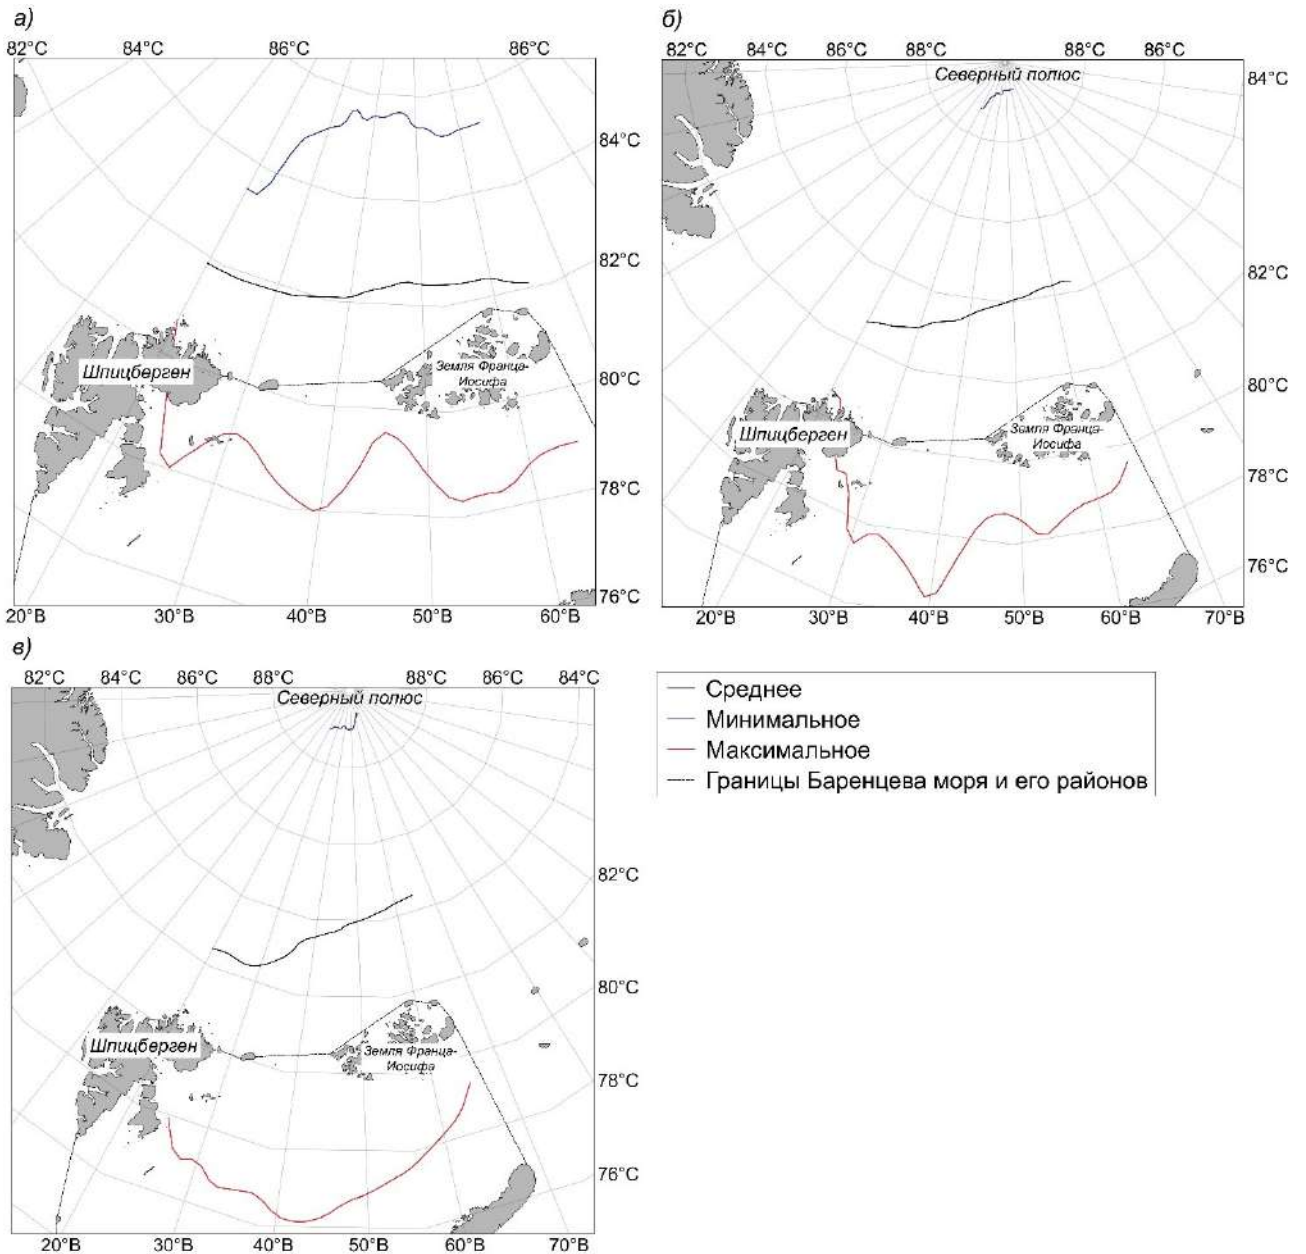 а)
82°С 84°С 86°С 86°С
84°С
82°С
80°С
78°С
76°С
Шпицберген
Земля Франца-
Иосифа
20°В 30°В 40°В 50°В 60°В
б)
82°С 84°С 86°С 88°С 88°С 86°С
84°С
Северный полюс
82°С
80°С
78°С
76°С
Шпицберген
Земля Франца-
Иосифа
20°В 30°В 40°В 50°В 60°В 70°В
в)
82°С 84°С 86°С 88°С 88°С 86°С 84°С
Северный полюс
82°С
80°С
78°С
76°С
Шпицберген
Земля Франца-
Иосифа
20°В 30°В 40°В 50°В 60°В 70°В
Среднее
Минимальное
Максимальное
Границы Баренцева моря и его районов